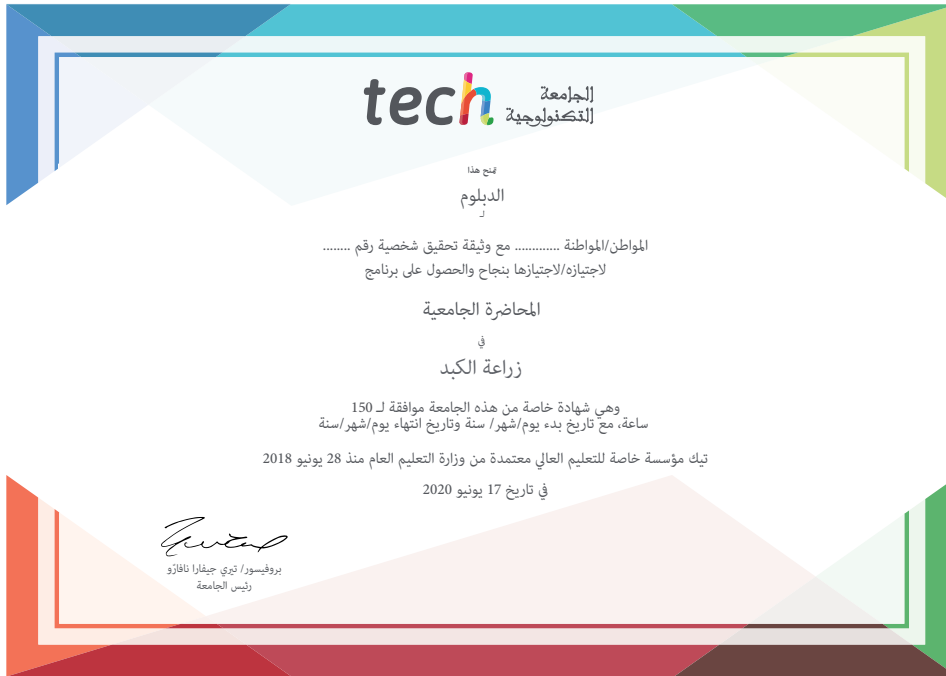 tech الجامعة
التكنولوجية
تمنح هذا
الدبلوم
لـ
المواطن/المواطنة ............. مع وثيقة تحقيق شخصية رقم ........
لاجتيازه/لاجتيازها بنجاح والحصول على برنامج
المحاضرة الجامعية
في
زراعة الكبد
وهي شهادة خاصة من هذه الجامعة موافقة لـ 150
ساعة، مع تاريخ بدء يوم/شهر/ سنة وتاريخ انتهاء يوم/شهر/سنة
تيك مؤسسة خاصة للتعليم العالي معتمدة من وزارة التعليم العام منذ 28 يونيو 2018
في تاريخ 17 يونيو 2020
بروفيسور/ تيري جيفارا نافارّو
رئيس الجامعة